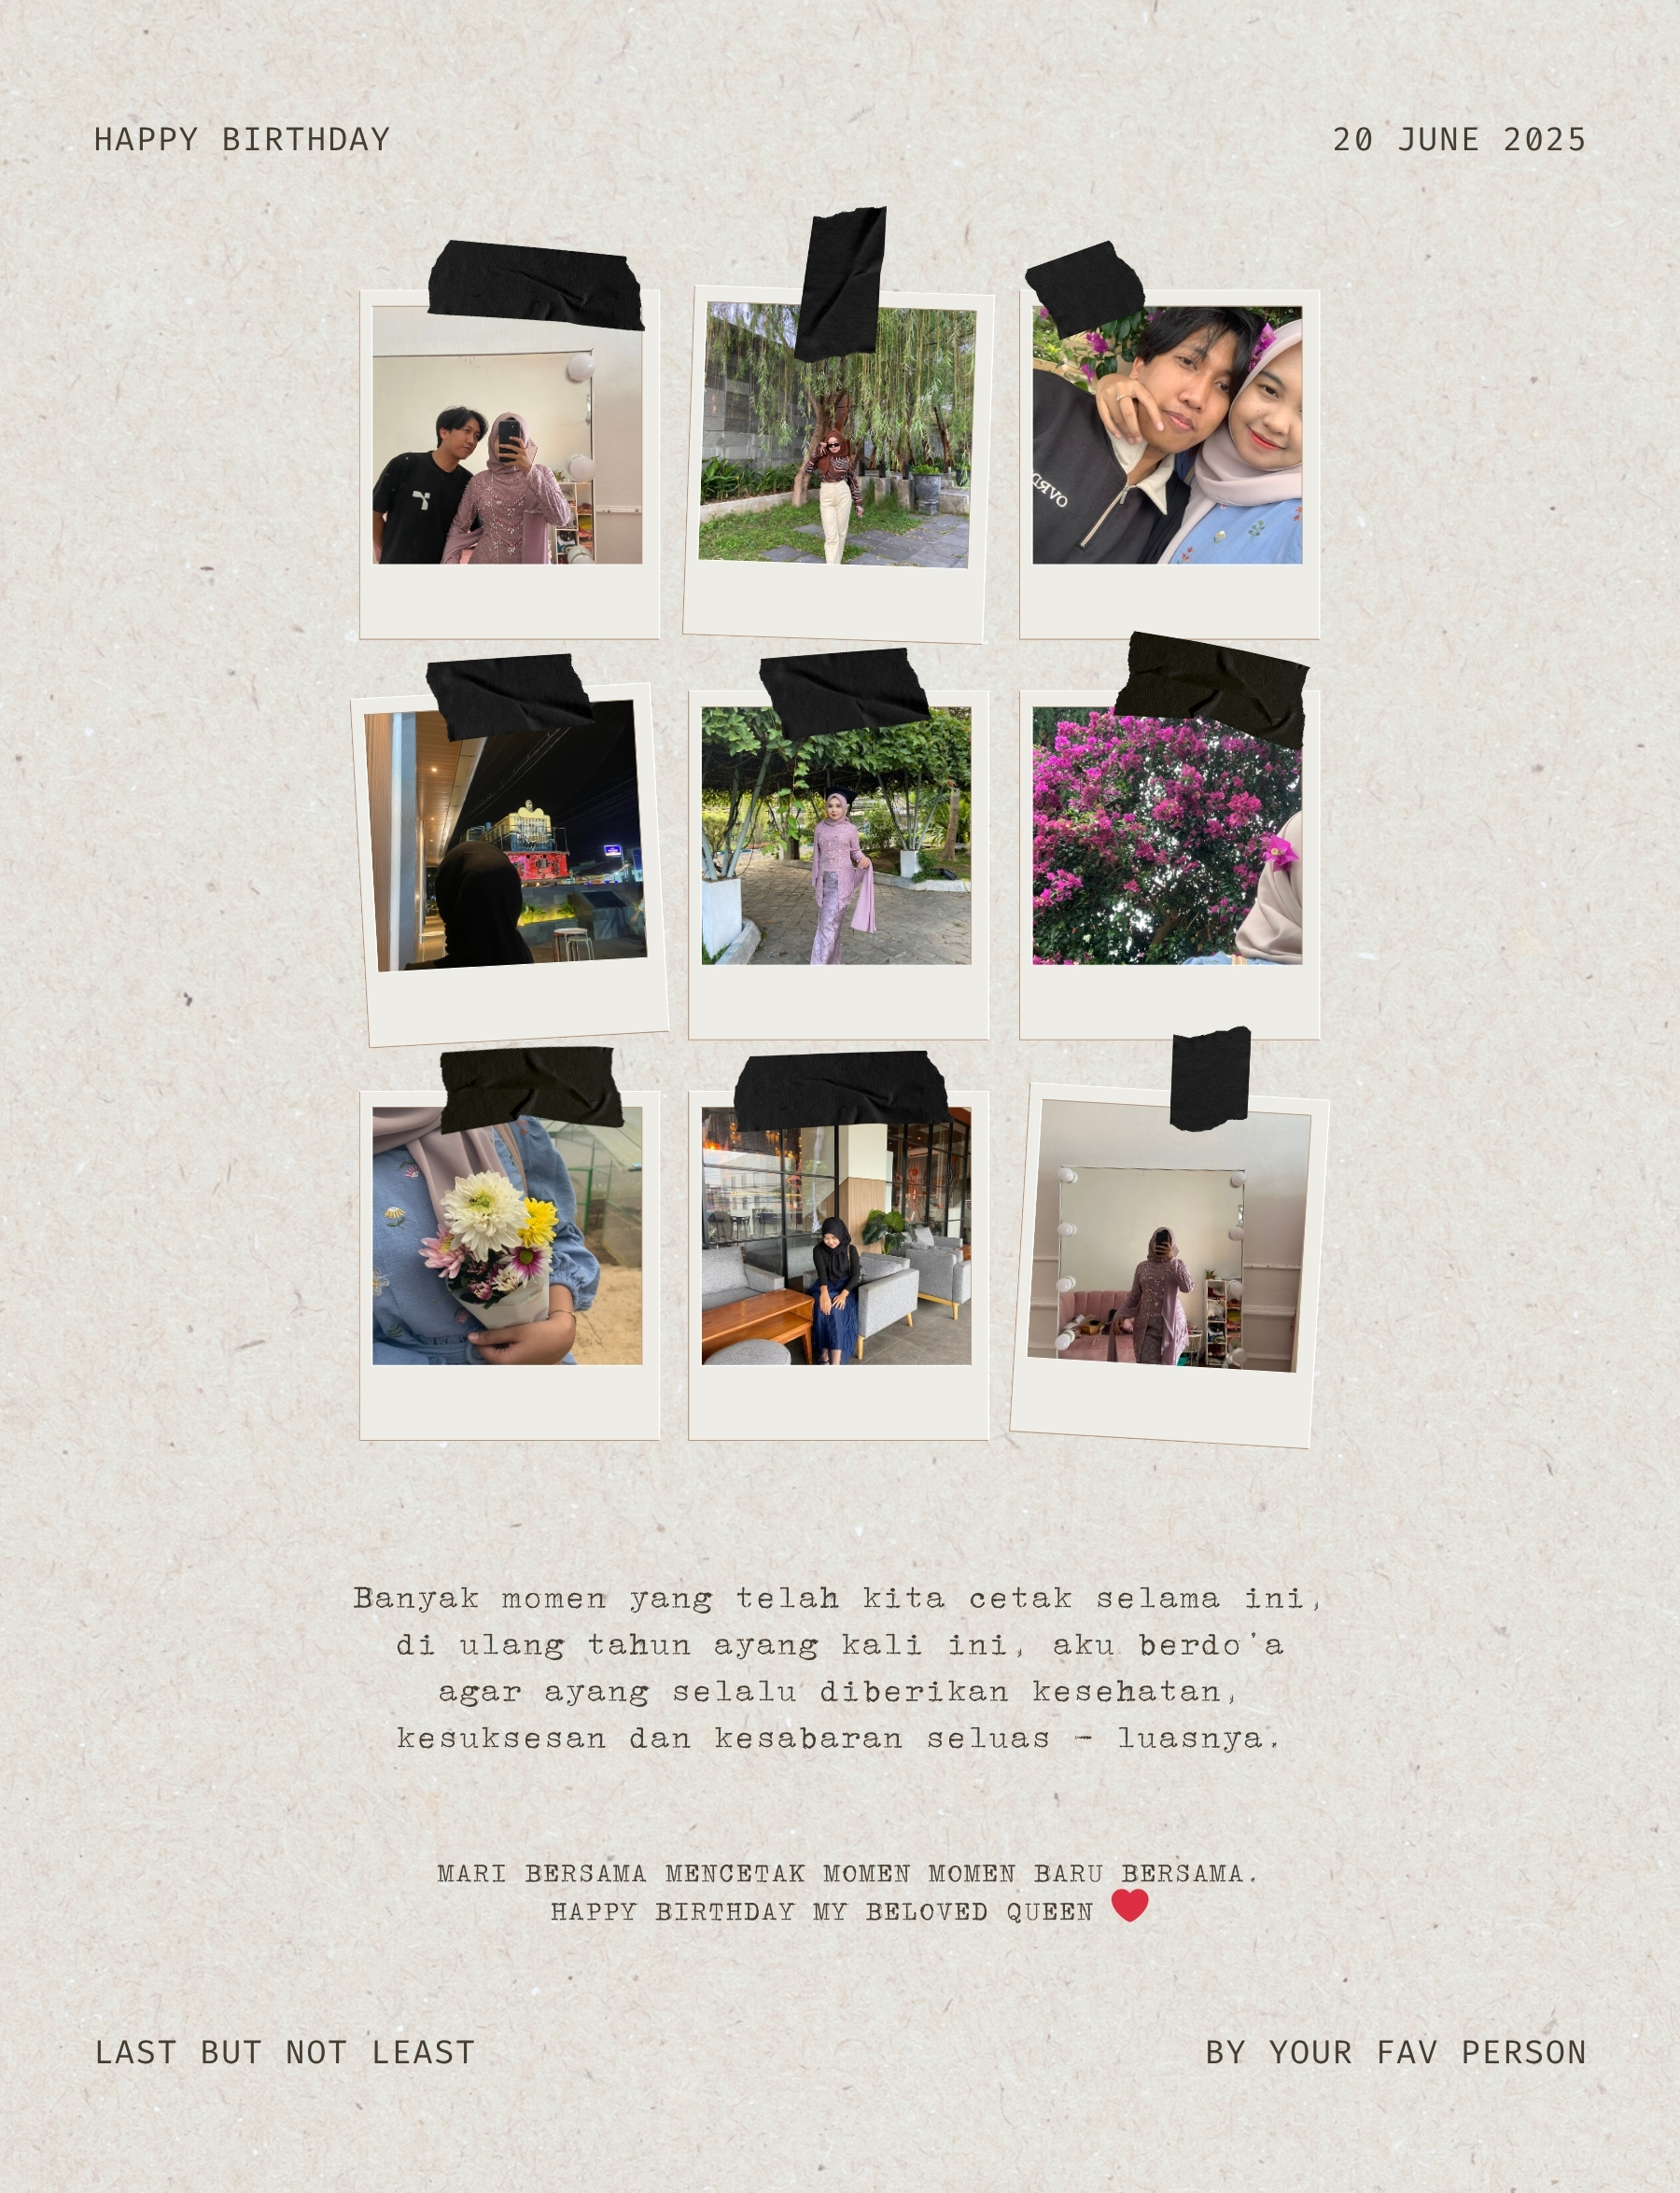 HAPPY BIRTHDAY
20 JUNE 2025
Banyak momen yang telah kita cetak selama ini,
di ulang tahun ayang kali ini, aku berdo'a
agar ayang selalu diberikan kesehatan,
kesuksesan dan kesabaran seluas - luasnya.
MARI BERSAMA MENCETAK MOMEN MOMEN BARU BERSAMA.
HAPPY BIRTHDAY MY BELOVED QUEEN ❤️
LAST BUT NOT LEAST
BY YOUR FAV PERSON